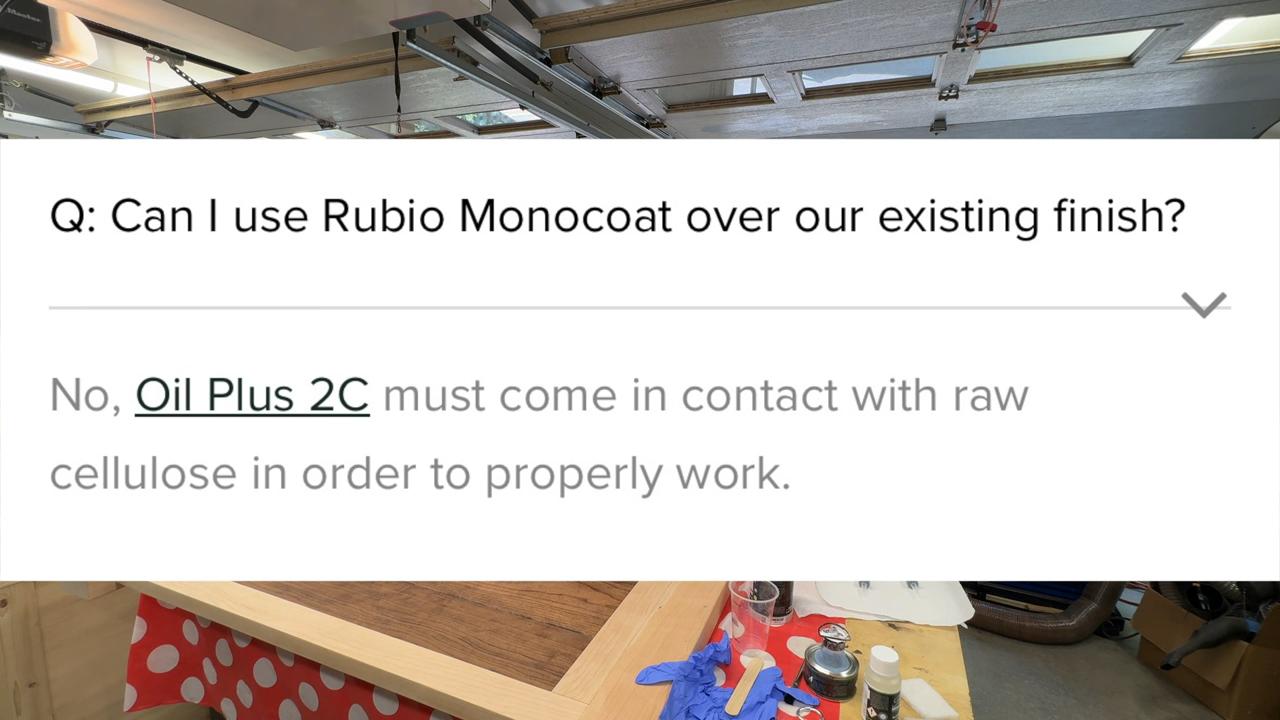 Q: Can I use Rubio Monocoat over our existing finish?
No, Oil Plus 2C must come in contact with raw
cellulose in order to properly work.